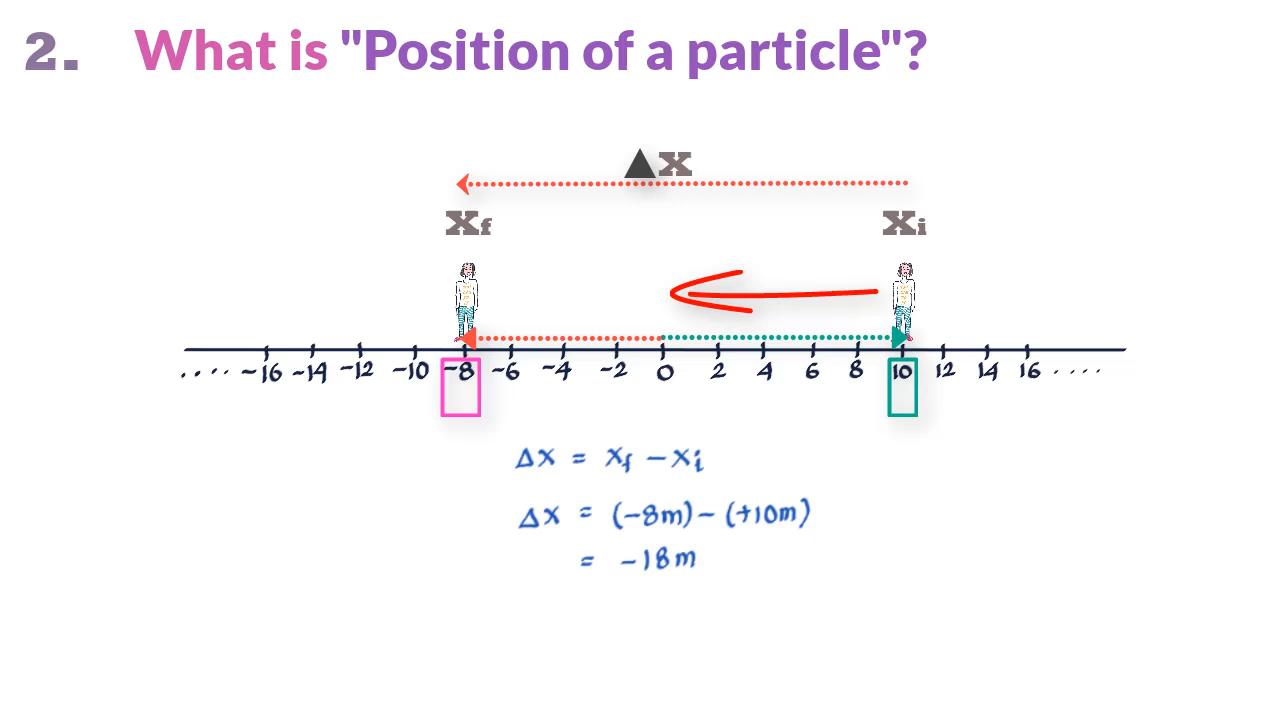 2. What is "Position of a particle"?
▲X
Xf Xi
.... -16 -14 -12 -10 -8 -6 -4 -2 0 2 4 6 8 10 12 14 16 ....
Δx = xf - xi
Δx = (-8m) - (+10m)
= -18m